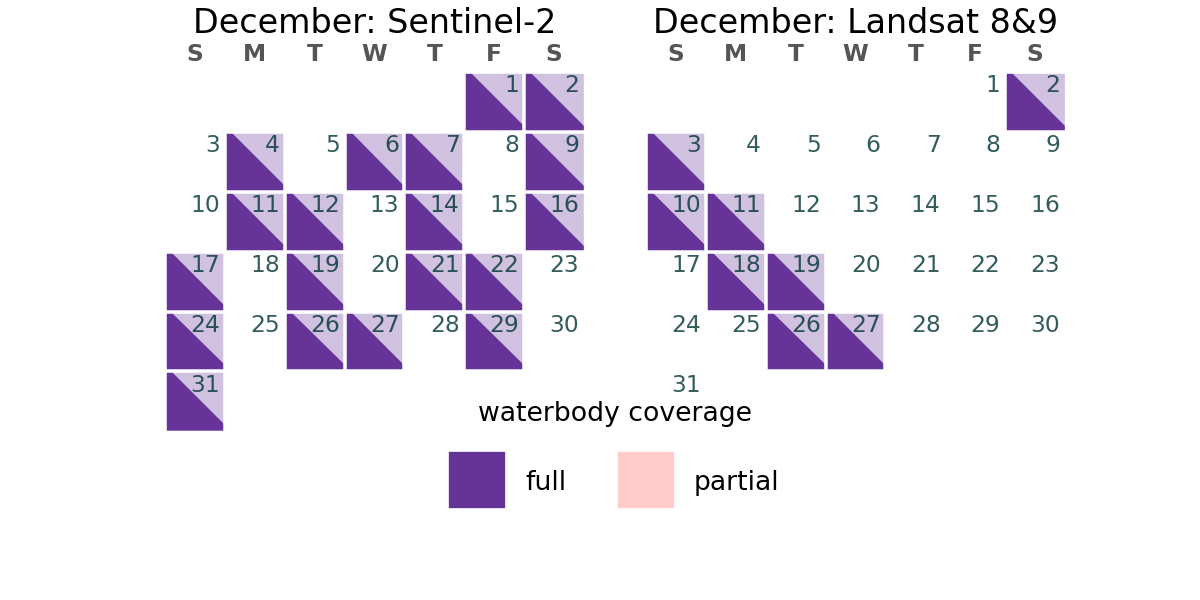 December: Sentinel-2
S M T W T F S
1 2
3 4 5 6 7 8 9
10 11 12 13 14 15 16
17 18 19 20 21 22 23
24 25 26 27 28 29 30
31
December: Landsat 8&9
S M T W T F S
1 2
3 4 5 6 7 8 9
10 11 12 13 14 15 16
17 18 19 20 21 22 23
24 25 26 27 28 29 30
31
waterbody coverage
full partial